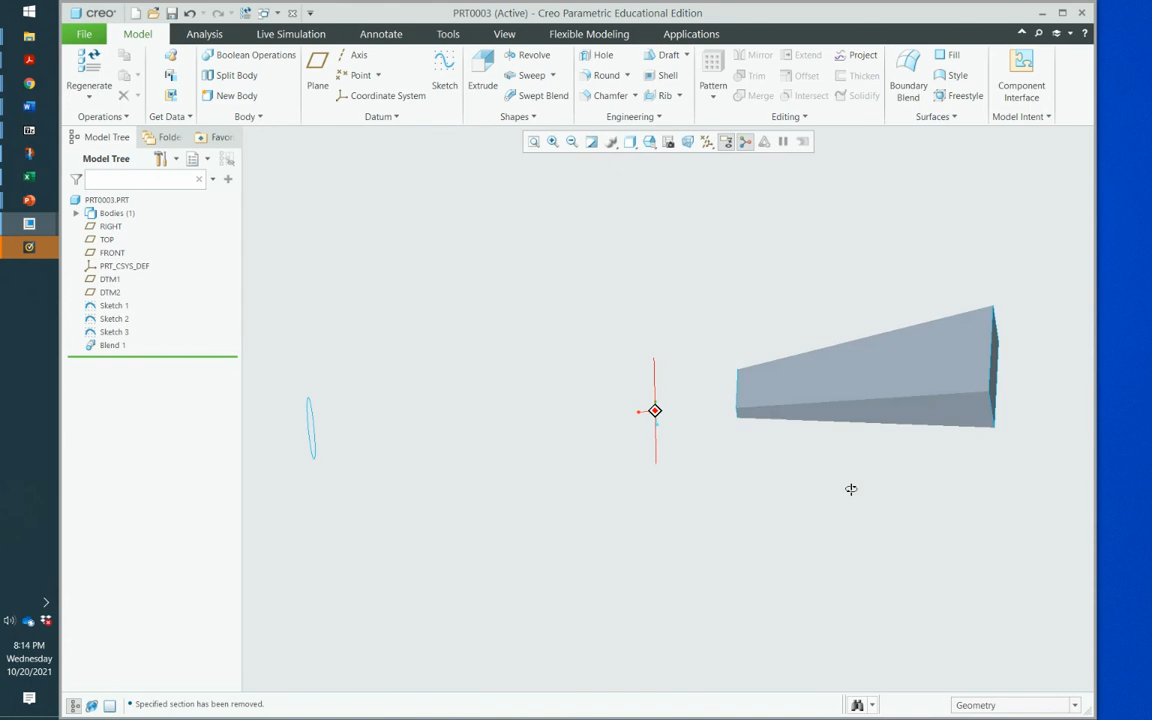 creo PRT0003 (Active) - Creo Parametric Educational Edition
File Model Analysis Live Simulation Annotate Tools View Flexible Modeling Applications
Boolean Operations Axis Revolve Hole Draft Mirror Extend Project Fill
Split Body Point Sweep Round Shell Trim Offset Thicken Style
Regenerate Plane Sketch Extrude Pattern Boundary Blend Component Interface
New Body Coordinate System Swept Blend Chamfer Rib Merge Intersect Solidify Freestyle
Operations Get Data Body Datum Shapes Engineering Editing Surfaces Model Intent
Model Tree Folde Favor
Model Tree
PRT0003.PRT
Bodies (1)
RIGHT
TOP
FRONT
PRT_CSYS_DEF
DTM1
DTM2
Sketch 1
Sketch 2
Sketch 3
Blend 1
8:14 PM
Wednesday
10/20/2021
Specified section has been removed.
Geometry